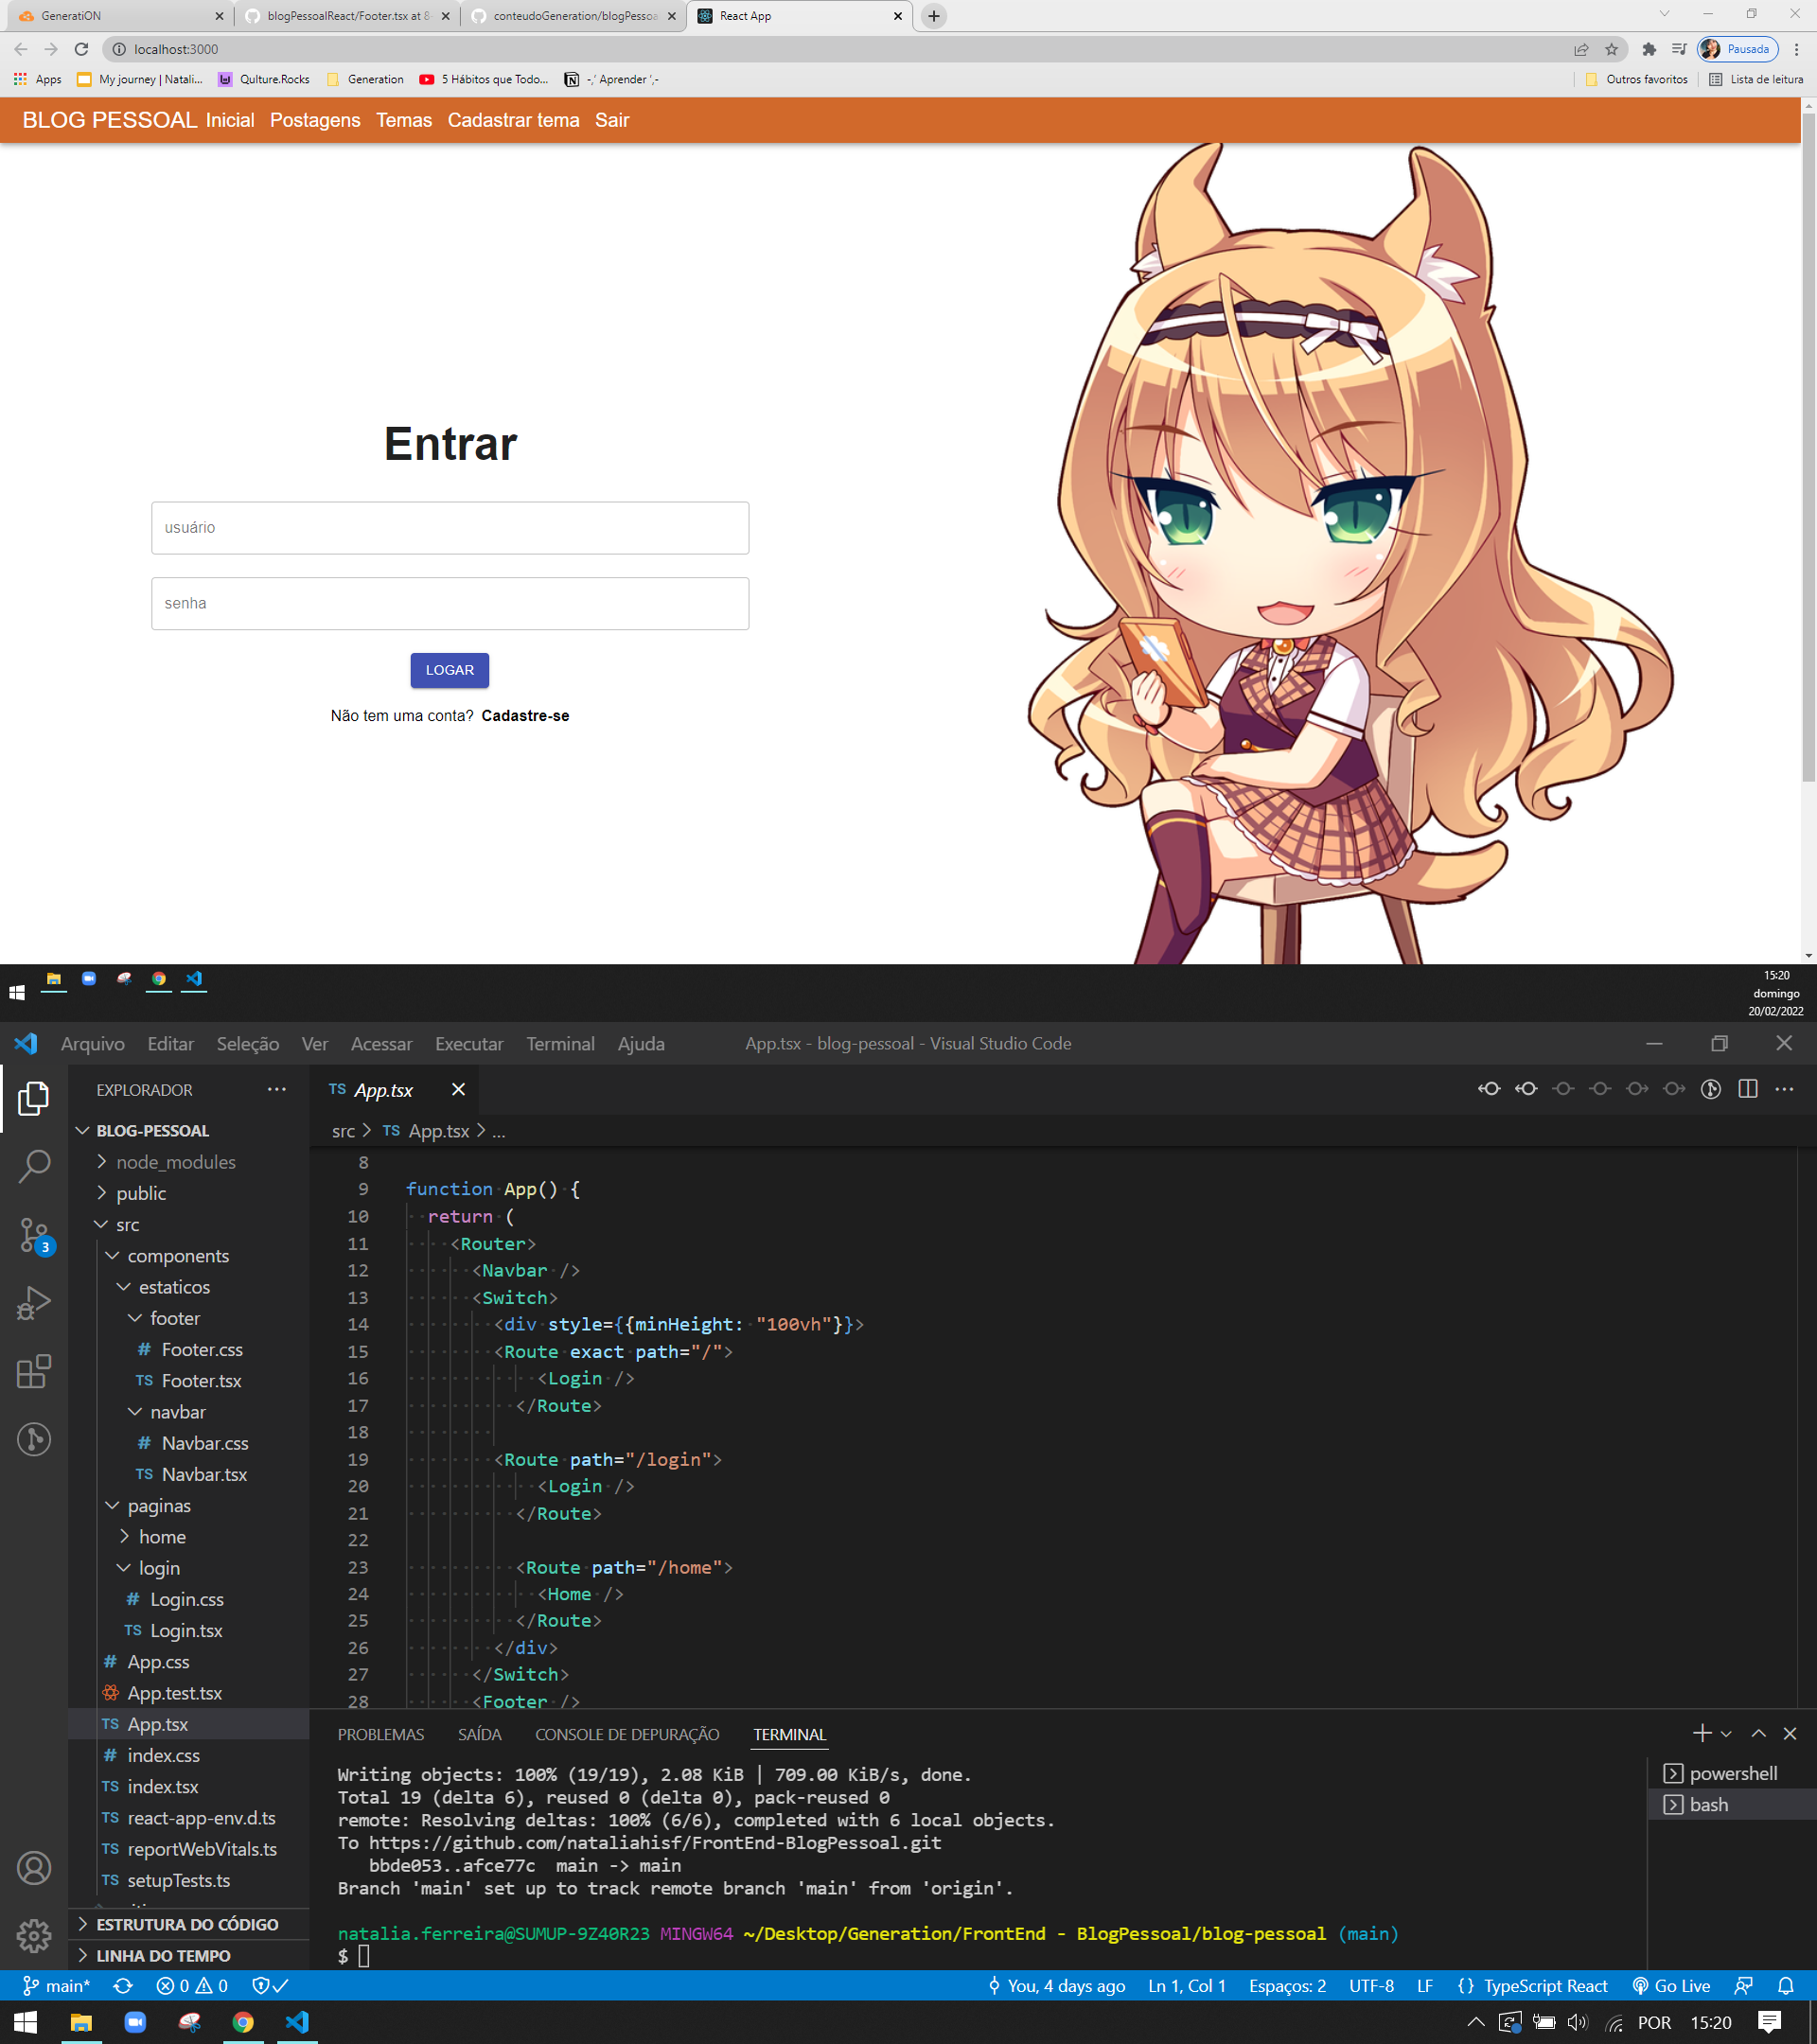 GeneratiON
blogPessoalReact/Footer.tsx at 8
conteudoGeneration/blogPessoa
React App
localhost:3000
Pausada
Apps
My journey | Natali...
Qulture.Rocks
Generation
5 Hábitos que Todo...
-,' Aprender ',-
Outros favoritos
Lista de leitura
BLOG PESSOAL Inicial Postagens Temas Cadastrar tema Sair
Entrar
usuário
senha
LOGAR
Não tem uma conta? Cadastre-se
15:20
domingo
20/02/2022
Arquivo Editar Seleção Ver Acessar Executar Terminal Ajuda
App.tsx - blog-pessoal - Visual Studio Code
EXPLORADOR ...
BLOG-PESSOAL
node_modules
public
src
components
estaticos
footer
# Footer.css
TS Footer.tsx
navbar
# Navbar.css
TS Navbar.tsx
paginas
home
login
# Login.css
TS Login.tsx
# App.css
App.test.tsx
TS App.tsx
# index.css
TS index.tsx
TS react-app-env.d.ts
TS reportWebVitals.ts
TS setupTests.ts
ESTRUTURA DO CÓDIGO
LINHA DO TEMPO
3
TS App.tsx
src > TS App.tsx > ...
8
9 function App() {
10 return (
11 <Router>
12 <Navbar />
13 <Switch>
14 <div style={{minHeight: "100vh"}}>
15 <Route exact path="/">
16 <Login />
17 </Route>
18
19 <Route path="/login">
20 <Login />
21 </Route>
22
23 <Route path="/home">
24 <Home />
25 </Route>
26 </div>
27 </Switch>
28 <Footer />
PROBLEMAS SAÍDA CONSOLE DE DEPURAÇÃO TERMINAL
Writing objects: 100% (19/19), 2.08 KiB | 709.00 KiB/s, done.
Total 19 (delta 6), reused 0 (delta 0), pack-reused 0
remote: Resolving deltas: 100% (6/6), completed with 6 local objects.
To https://github.com/nataliahisf/FrontEnd-BlogPessoal.git
bbde053..afce77c main -> main
Branch 'main' set up to track remote branch 'main' from 'origin'.
natalia.ferreira@SUMUP-9Z40R23 MINGW64 ~/Desktop/Generation/FrontEnd - BlogPessoal/blog-pessoal (main)
$
powershell
bash
main* 0 0
You, 4 days ago Ln 1, Col 1 Espaços: 2 UTF-8 LF {} TypeScript React Go Live
POR 15:20